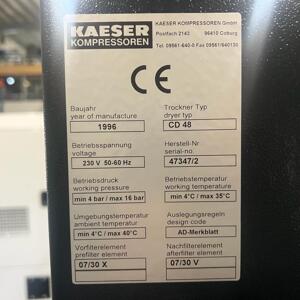 KAESER
KOMPRESSOREN
KAESER KOMPRESSOREN GmbH
Postfach 2143 96410 Coburg
Tel. 09561-640-0 Fax 09561/640130
CE
Baujahr
year of manufacture
1996
Trockner Typ
dryer typ
CD 48
Betriebsspannung
voltage
230 V 50-60 Hz
Herstell-Nr
serial-no.
47347/2
Betriebsdruck
working pressure
min 4 bar / max 16 bar
Betriebstemperatur
working temperature
min 4°C / max 35°C
Umgebungstemperatur
ambient temperatur
min 4°C / max 40°C
Auslegungsregeln
design code
AD-Merkblatt
Vorfilterelement
prefilter element
07/30 X
Nachfilterelement
afterfilter element
07/30 V